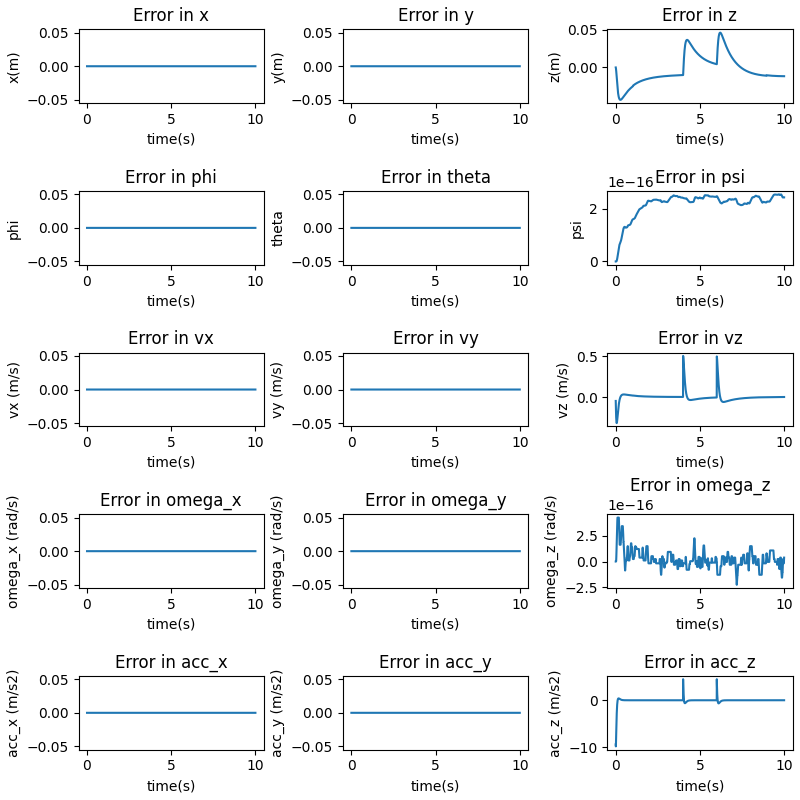 Error in x
0.05
0.00
−0.05
x(m)
0
5
10
time(s)
Error in y
0.05
0.00
−0.05
y(m)
0
5
10
time(s)
Error in z
0.05
0.00
z(m)
0
5
10
time(s)
Error in phi
0.05
0.00
−0.05
phi
0
5
10
time(s)
Error in theta
0.05
0.00
−0.05
theta
0
5
10
time(s)
Error in psi
1e−16
2
0
psi
0
5
10
time(s)
Error in vx
0.05
0.00
−0.05
vx (m/s)
0
5
10
time(s)
Error in vy
0.05
0.00
−0.05
vy (m/s)
0
5
10
time(s)
Error in vz
0.5
0.0
vz (m/s)
0
5
10
time(s)
Error in omega_x
0.05
0.00
−0.05
omega_x (rad/s)
0
5
10
time(s)
Error in omega_y
0.05
0.00
−0.05
omega_y (rad/s)
0
5
10
time(s)
Error in omega_z
1e−16
2.5
0.0
−2.5
omega_z (rad/s)
0
5
10
time(s)
Error in acc_x
0.05
0.00
−0.05
acc_x (m/s2)
0
5
10
time(s)
Error in acc_y
0.05
0.00
−0.05
acc_y (m/s2)
0
5
10
time(s)
Error in acc_z
0
−10
acc_z (m/s2)
0
5
10
time(s)